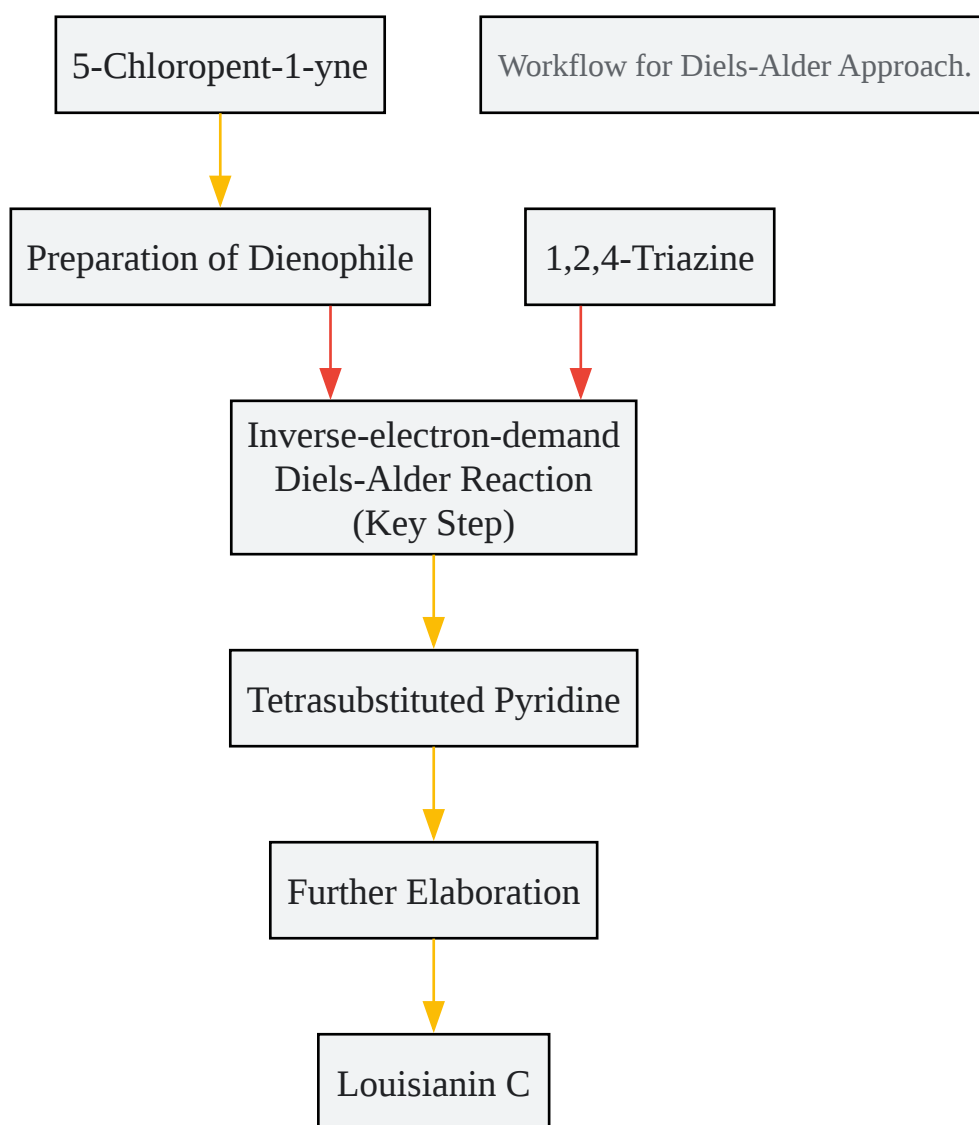 5-Chloropent-1-yne
Workflow for Diels-Alder Approach.
Preparation of Dienophile
1,2,4-Triazine
Inverse-electron-demand
Diels-Alder Reaction
(Key Step)
Tetrasubstituted Pyridine
Further Elaboration
Louisianin C